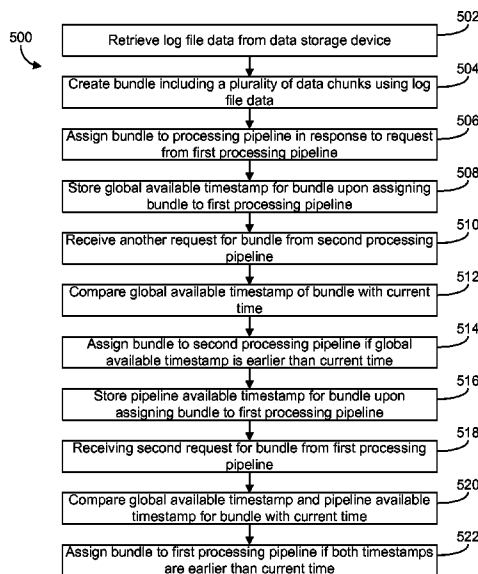 500
502
Retrieve log file data from data storage device
504
Create bundle including a plurality of data chunks using log
file data
506
Assign bundle to processing pipeline in response to request
from first processing pipeline
508
Store global available timestamp for bundle upon assigning
bundle to first processing pipeline
510
Receive another request for bundle from second processing
pipeline
512
Compare global available timestamp of bundle with current
time
514
Assign bundle to second processing pipeline if global
available timestamp is earlier than current time
516
Store pipeline available timestamp for bundle upon
assigning bundle to first processing pipeline
518
Receiving second request for bundle from first processing
pipeline
520
Compare global available timestamp and pipeline available
timestamp for bundle with current time
522
Assign bundle to first processing pipeline if both timestamps
are earlier than current time